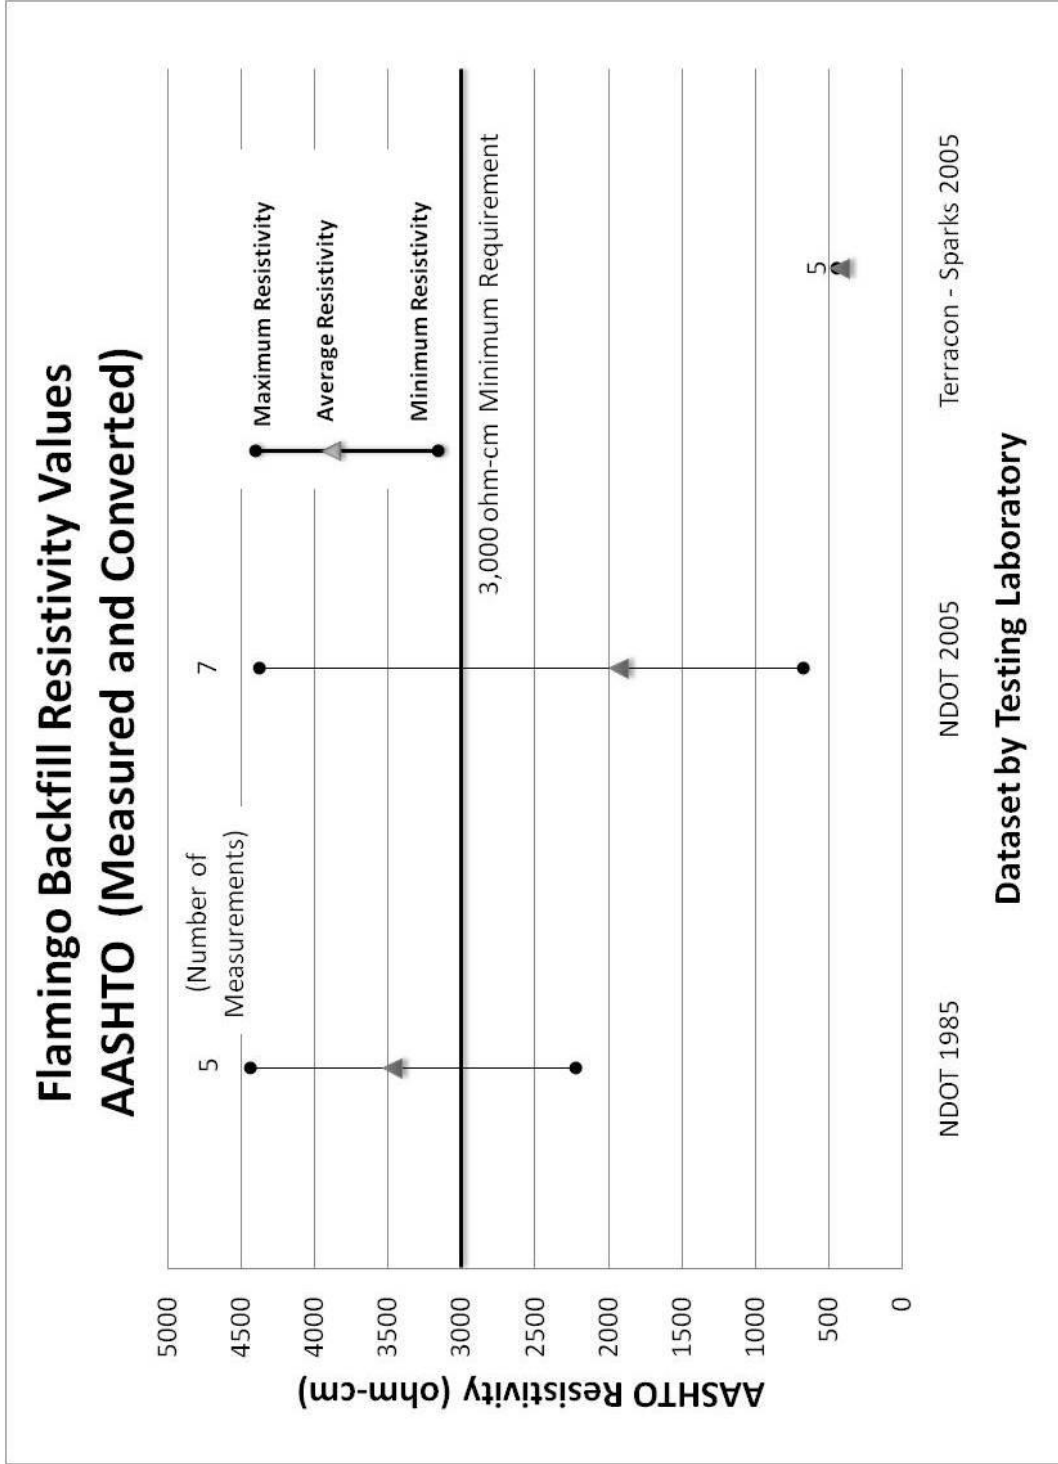 Flamingo Backfill Resistivity Values
AASHTO (Measured and Converted)
AASHTO Resistivity (ohm-cm)
5000
4500
4000
3500
3000
2500
2000
1500
1000
500
0
5
(Number of
Measurements)
7
5
Maximum Resistivity
Average Resistivity
Minimum Resistivity
3,000 ohm-cm Minimum Requirement
NDOT 1985
NDOT 2005
Terracon - Sparks 2005
Dataset by Testing Laboratory